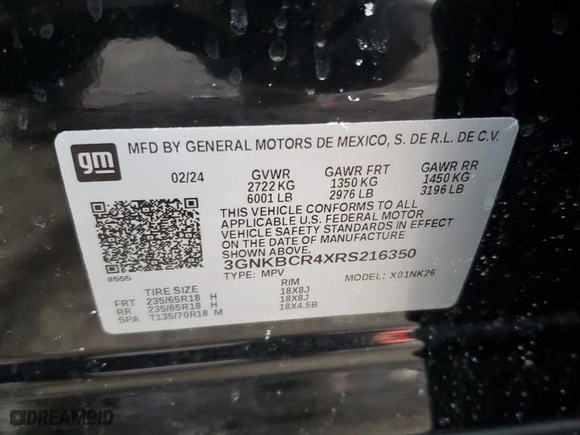 gm
MFD BY GENERAL MOTORS DE MEXICO, S. DE R.L. DE C.V.
02/24 GVWR GAWR FRT GAWR RR
2722 KG 1350 KG 1450 KG
6001 LB 2976 LB 3196 LB
THIS VEHICLE CONFORMS TO ALL
APPLICABLE U.S. FEDERAL MOTOR
VEHICLE SAFETY STANDARDS IN EFFECT
ON THE DATE OF MANUFACTURE
SHOWN ABOVE.
3GNKBCR4XRS216350
8555
TYPE: MPV MODEL: X01NK26
TIRE SIZE RIM
FRT 235/65R18 H 18X8J
RR 235/65R18 H 18X8J
SPA T135/70R18 M 18X4.5B
DREAMBID